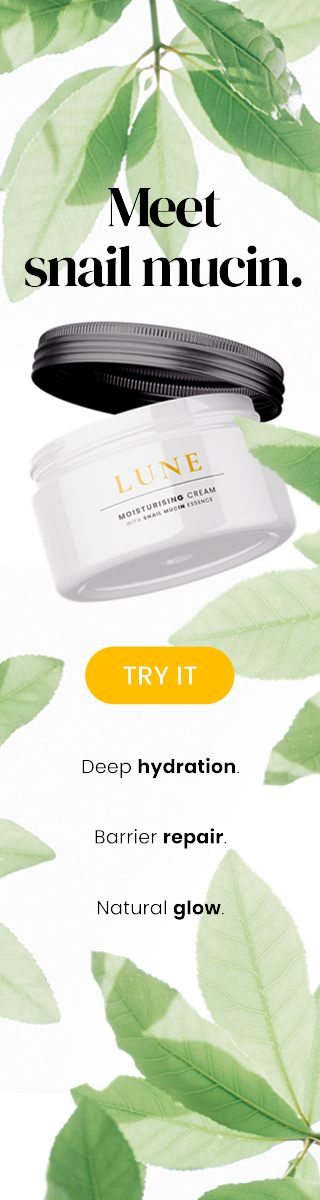 Meet
snail mucin.
LUNE
MOISTURISING CREAM
WITH SNAIL MUCIN ESSENCE
TRY IT
Deep hydration.
Barrier repair.
Natural glow.